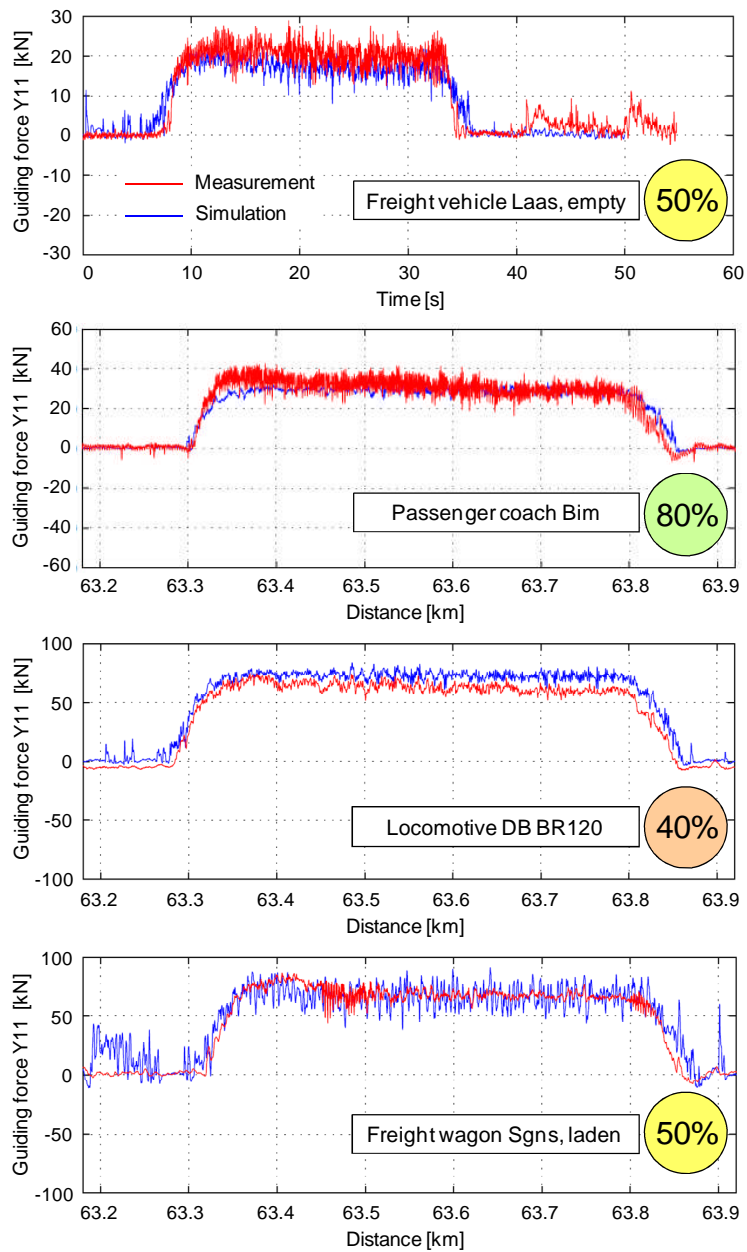 30
20
10
0
-10
-20
-30
Guiding force Y11 [kN]
Measurement
Simulation
Freight vehicle Laas, empty
50%
0 10 20 30 40 50 60
Time [s]
60
40
20
0
-20
-40
-60
Guiding force Y11 [kN]
Passenger coach Bim
80%
63.2 63.3 63.4 63.5 63.6 63.7 63.8 63.9
Distance [km]
100
50
0
-50
-100
Guiding force Y11 [kN]
Locomotive DB BR120
40%
63.2 63.3 63.4 63.5 63.6 63.7 63.8 63.9
Distance [km]
100
50
0
-50
-100
Guiding force Y11 [kN]
Freight wagon Sgns, laden
50%
63.2 63.3 63.4 63.5 63.6 63.7 63.8 63.9
Distance [km]